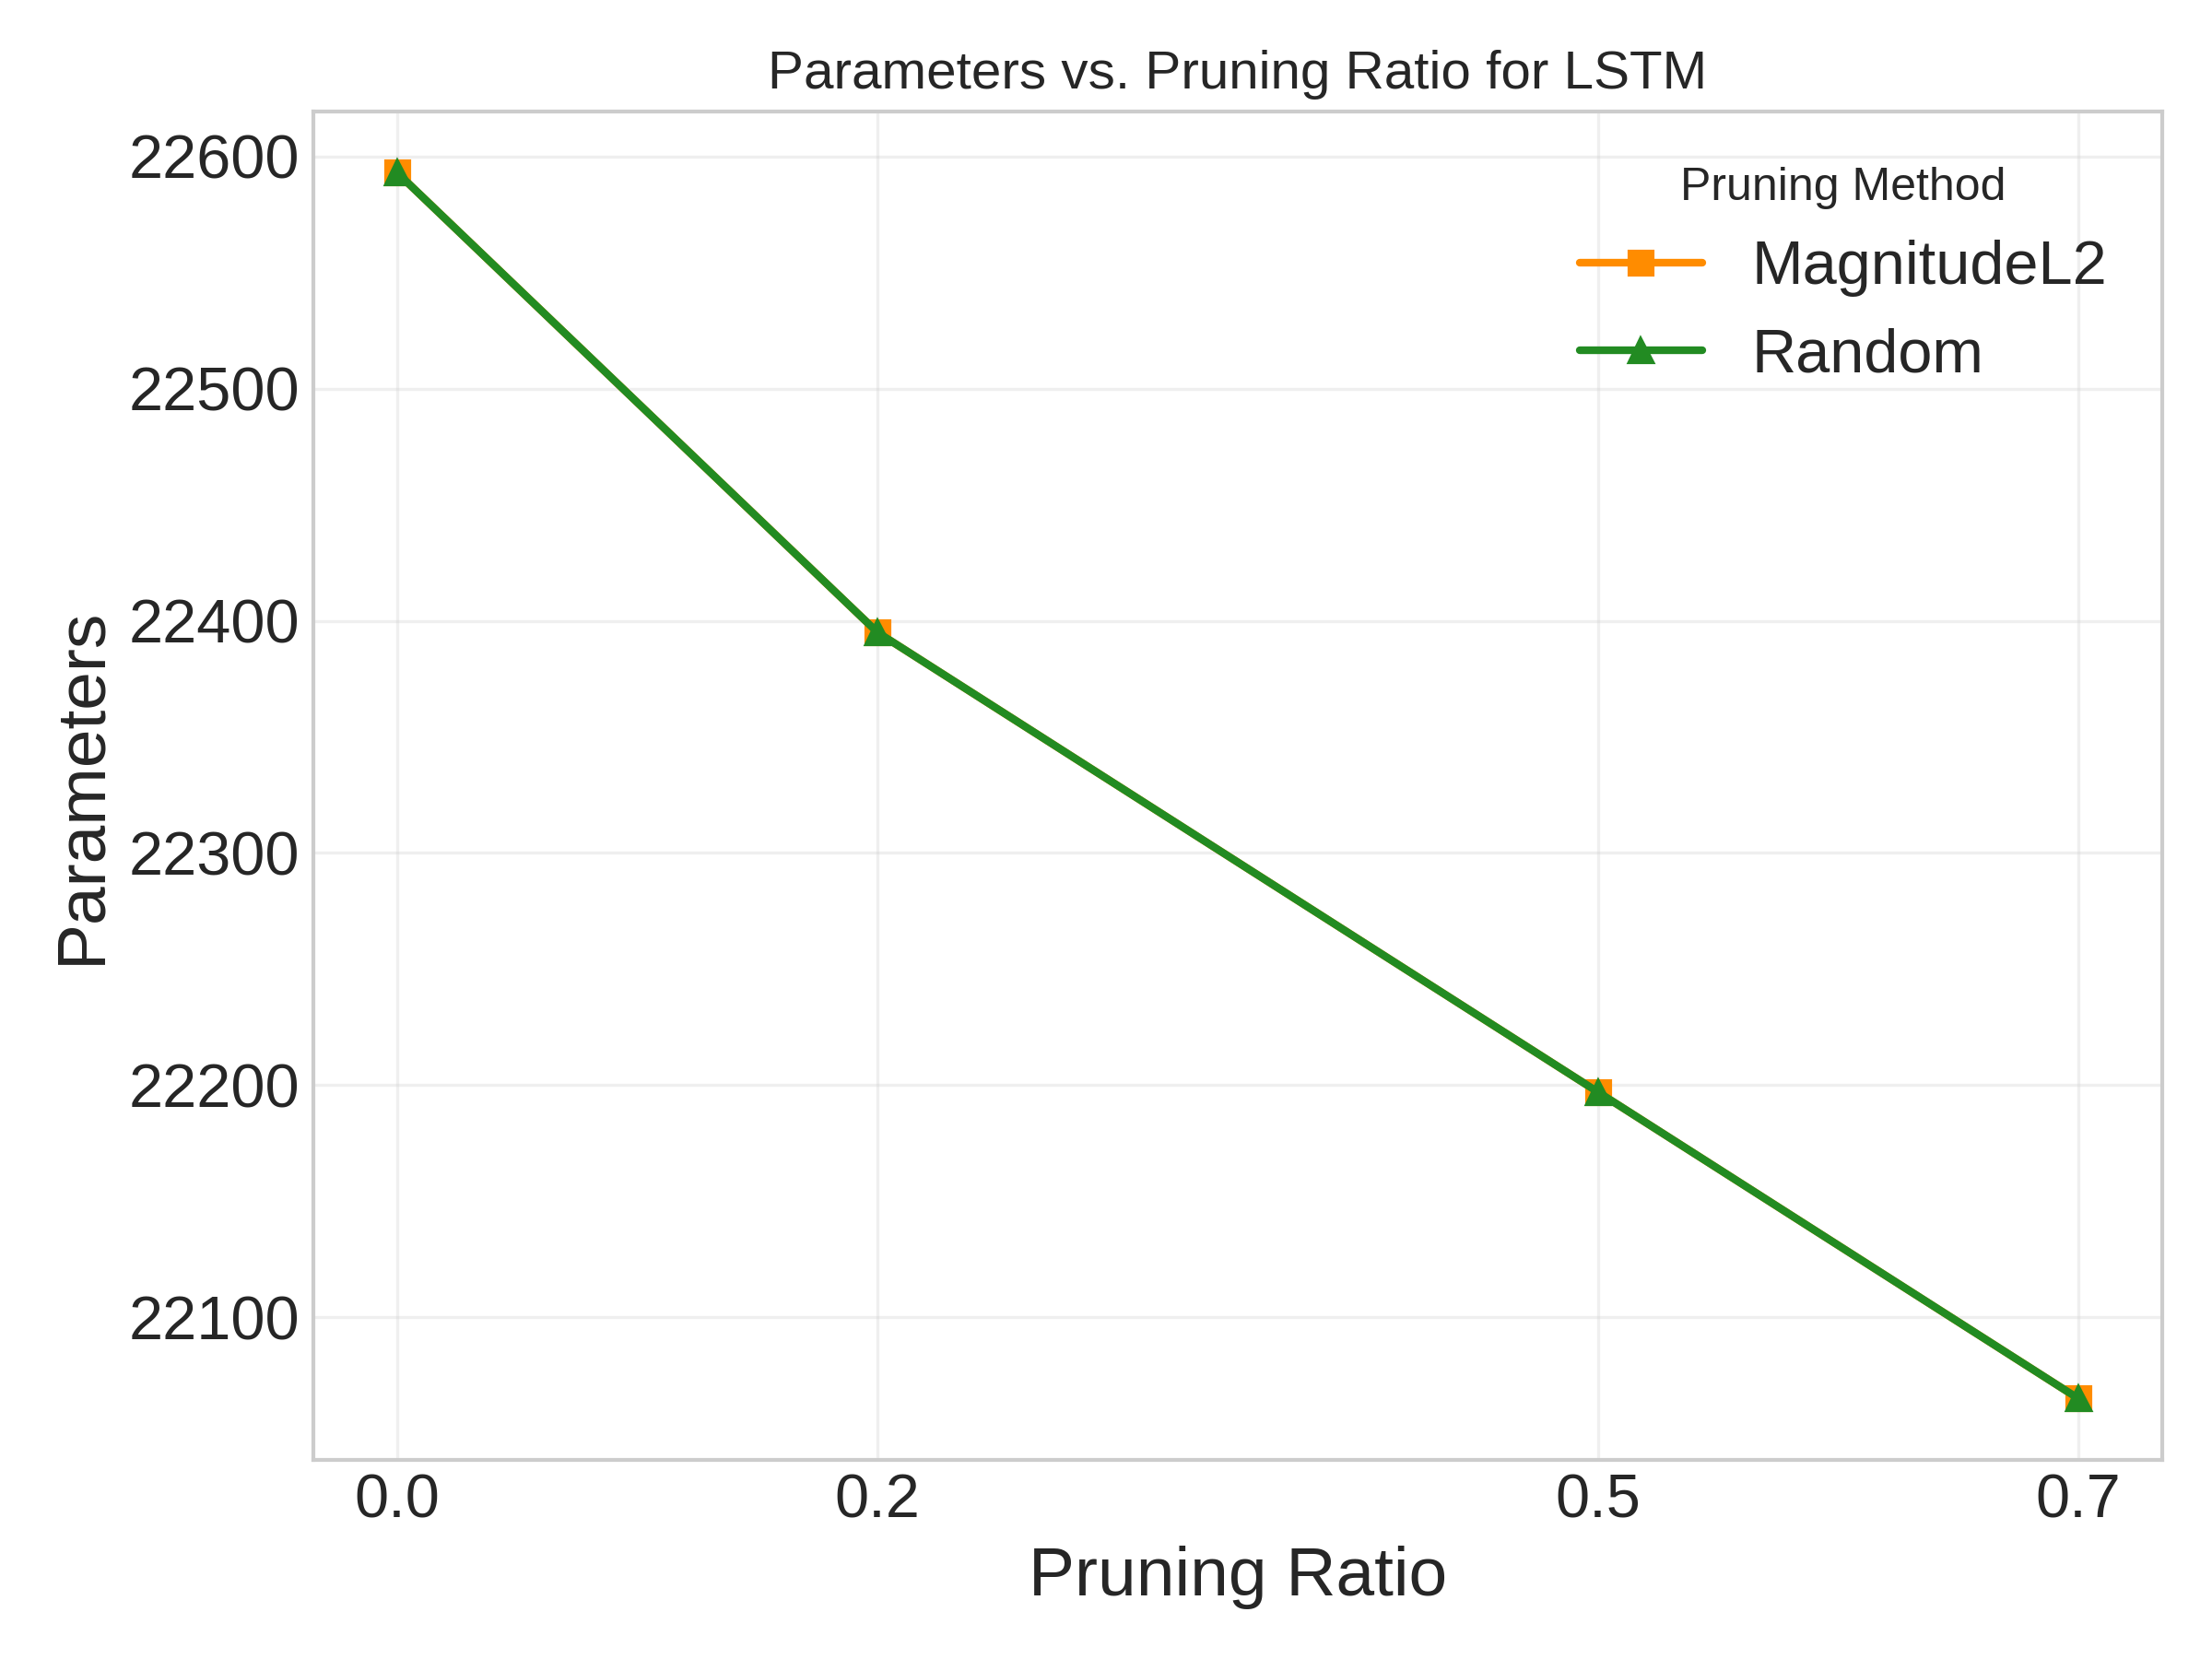 Parameters vs. Pruning Ratio for LSTM
22600
22500
22400
22300
22200
22100
Parameters
Pruning Method
MagnitudeL2
Random
0.0 0.2 0.5 0.7
Pruning Ratio